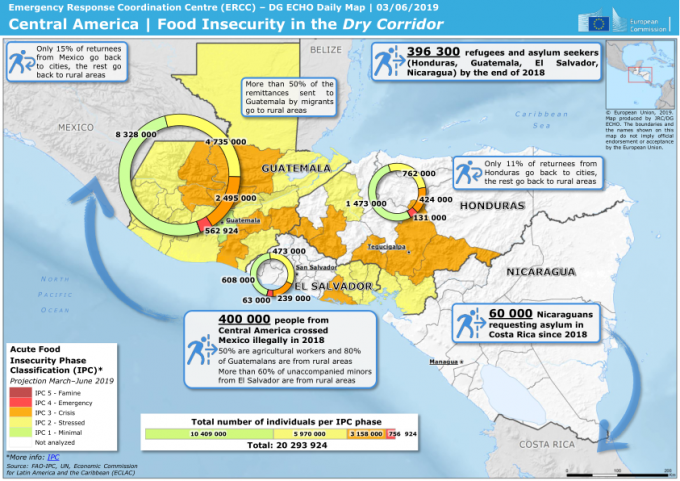 Emergency Response Coordination Centre (ERCC) – DG ECHO Daily Map | 03/06/2019
Central America | Food Insecurity in the Dry Corridor
European
Commission
Only 15% of returnees
from Mexico go back
to cities, the rest go
back to rural areas
BELIZE
396 300 refugees and asylum seekers
(Honduras, Guatemala, El Salvador,
Nicaragua) by the end of 2018
More than 50% of the
remittances sent to
Guatemala by migrants
go to rural areas
© European Union, 2019.
Map produced by JRC/DG
ECHO. The boundaries and
the names shown on this
map do not imply official
endorsement or acceptance
by the European Union.
Caribbean
Sea
MEXICO
8 328 000
4 735 000
GUATEMALA
Only 11% of returnees from
Honduras go back to cities,
the rest go back to rural areas
762 000
2 495 000
424 000
1 473 000
HONDURAS
131 000
Guatemala
562 924
Tegucigalpa
473 000
San Salvador
NICARAGUA
NORTH
PACIFIC
OCEAN
608 000
EL SALVADOR
63 000
239 000
400 000 people from
Central America crossed
Mexico illegally in 2018
50% are agricultural workers and 80%
of Guatemalans are from rural areas
More than 60% of unaccompanied minors
from El Salvador are from rural areas
60 000 Nicaraguans
requesting asylum in
Costa Rica since 2018
Managua
Acute Food
Insecurity Phase
Classification (IPC)*
Projection March–June 2019
IPC 5 - Famine
IPC 4 - Emergency
IPC 3 - Crisis
IPC 2 - Stressed
IPC 1 - Minimal
Not analyzed
*More info: IPC
Source: FAO-IPC, UN, Economic Commission
for Latin America and the Caribbean (ECLAC)
Total number of individuals per IPC phase
10 409 000 5 970 000 3 158 000 756 924
Total: 20 293 924
COSTA RICA